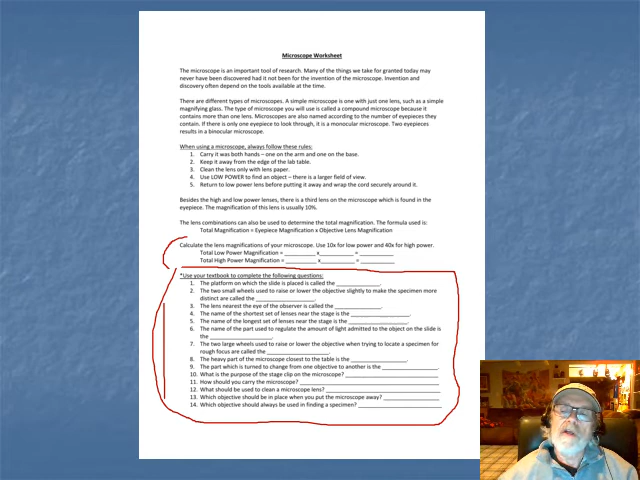 Microscope Worksheet
The microscope is an important tool of research. Many of the things we take for granted today may
never have been discovered had it not been for the invention of the microscope. Invention and
discovery often depend on the tools available at the time.
There are different types of microscopes. A simple microscope is one with just one lens, such as a simple
magnifying glass. The type of microscope you will use is called a compound microscope because it
contains more than one lens. Microscopes are also named according to the number of eyepieces they
contain. If there is only one eyepiece to look through, it is a monocular microscope. Two eyepieces
results in a binocular microscope.
When using a microscope, always follow these rules:
1. Carry it was both hands – one on the arm and one on the base.
2. Keep it away from the edge of the lab table.
3. Clean the lens only with lens paper.
4. Use LOW POWER to find an object – there is a larger field of view.
5. Return to low power lens before putting it away and wrap the cord securely around it.
Besides the high and low power lenses, there is a third lens on the microscope which is found in the
eyepiece. The magnification of this lens is usually 10%.
The lens combinations can also be used to determine the total magnification. The formula used is:
Total Magnification = Eyepiece Magnification x Objective Lens Magnification
Calculate the lens magnifications of your microscope. Use 10x for low power and 40x for high power.
Total Low Power Magnification = __________ x__________ = __________
Total High Power Magnification = __________ x__________ = __________
*Use your textbook to complete the following questions:
1. The platform on which the slide is placed is called the ______________.
2. The two small wheels used to raise or lower the objective slightly to make the specimen more
distinct are called the __________________.
3. The lens nearest the eye of the observer is called the ______________.
4. The name of the shortest set of lenses near the stage is the __________________.
5. The name of the longest set of lenses near the stage is the __________________.
6. The name of the part used to regulate the amount of light admitted to the object on the slide is
the __________________.
7. The two large wheels used to raise or lower the objective when trying to locate a specimen for
rough focus are called the __________________.
8. The heavy part of the microscope closest to the table is the __________________.
9. The part which is turned to change from one objective to another is the __________________.
10. What is the purpose of the stage clip on the microscope? __________________
11. How should you carry the microscope? __________________
12. What should be used to clean a microscope lens? __________________
13. Which objective should be in place when you put the microscope away? __________________
14. Which objective should always be used in finding a specimen? __________________